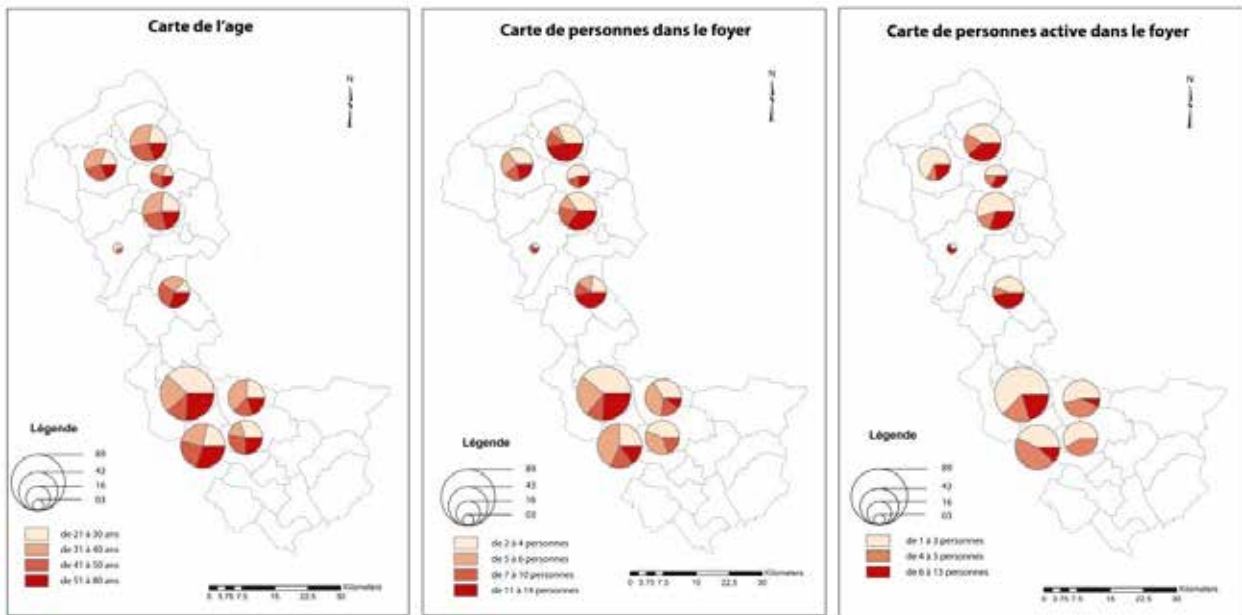 Carte de l'age
N
Légende
89
42
16
03
de 21 à 30 ans
de 31 à 40 ans
de 41 à 50 ans
de 51 à 80 ans
Kilometers
0 3.75 7.5 15 22.5 30
Carte de personnes dans le foyer
N
Légende
89
43
16
03
de 2 à 4 personnes
de 5 à 6 personnes
de 7 à 10 personnes
de 11 à 14 personnes
Kilometers
0 3.75 7.5 15 22.5 30
Carte de personnes active dans le foyer
N
Légende
89
42
16
03
de 1 à 3 personnes
de 4 à 5 personnes
de 6 à 13 personnes
Kilometers
0 3.75 7.5 15 22.5 30